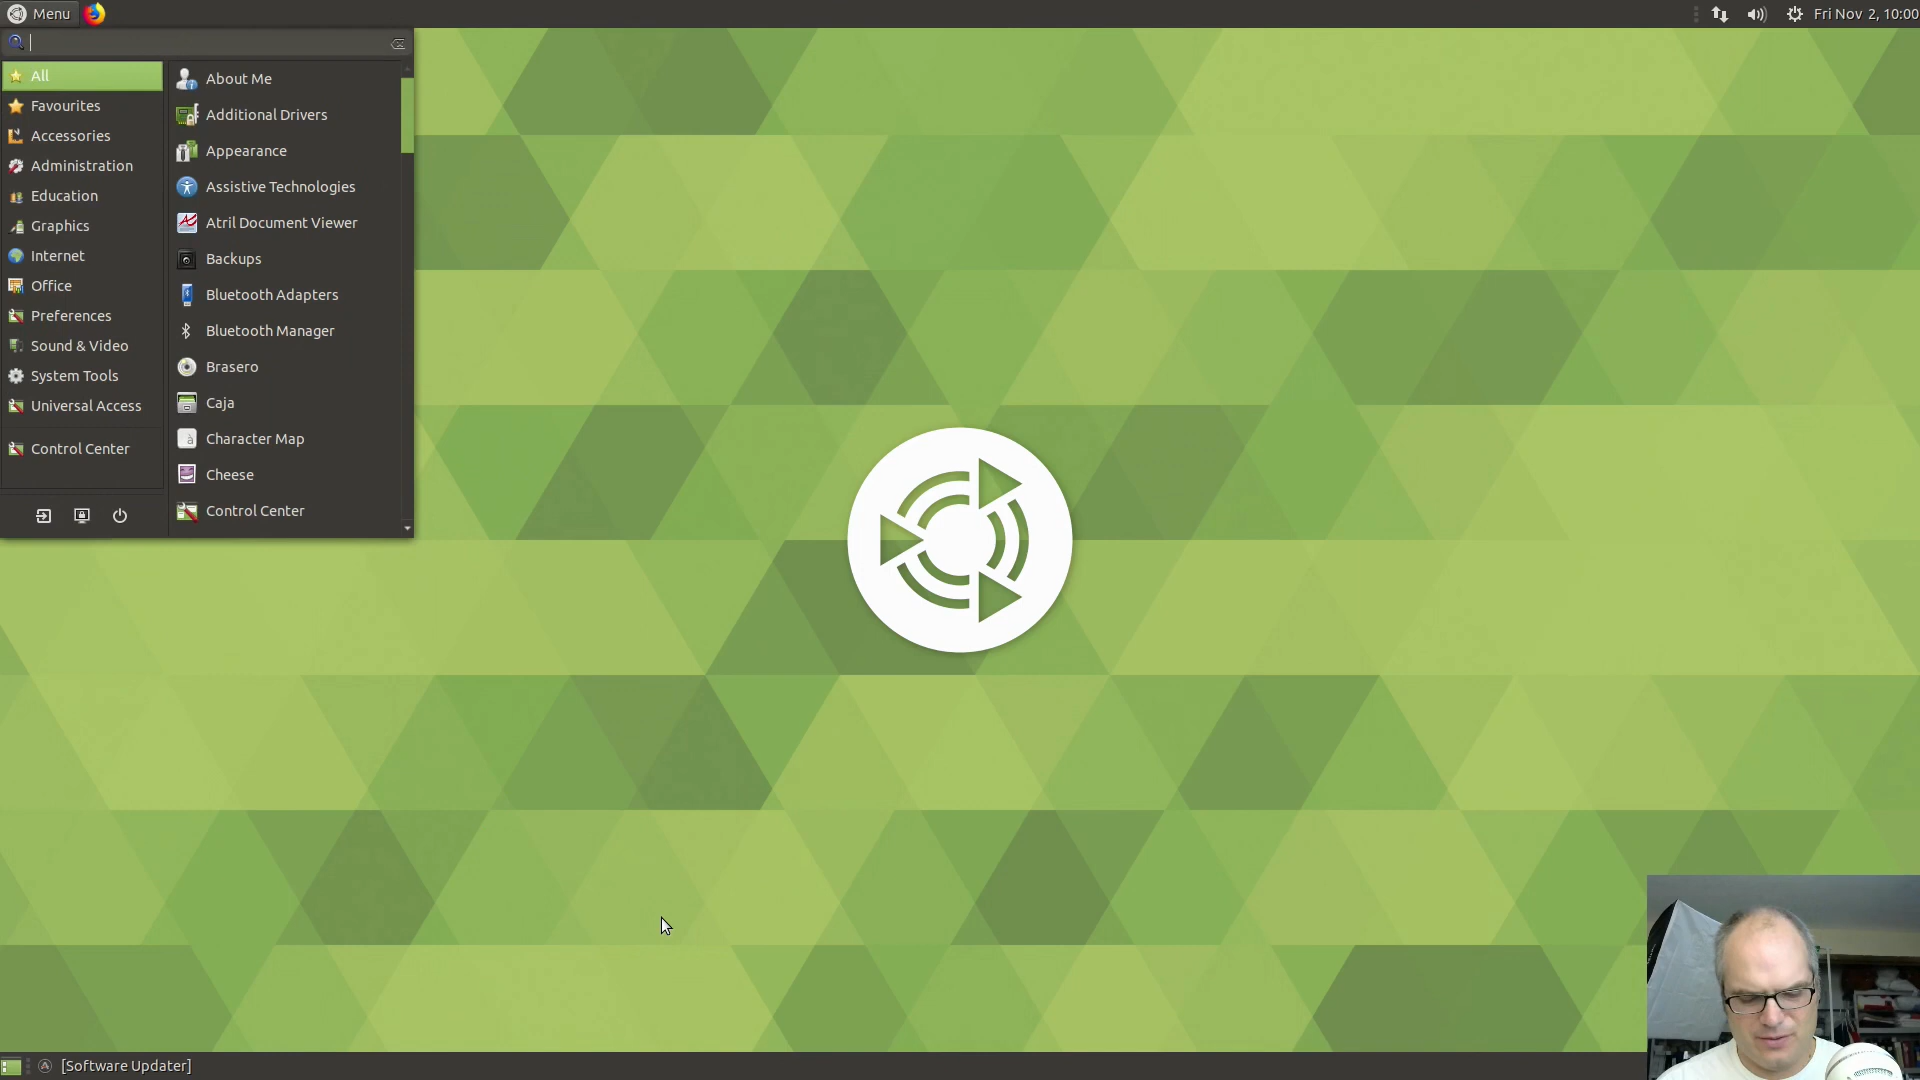 Menu
Fri Nov 2, 10:00
All
Favourites
Accessories
Administration
Education
Graphics
Internet
Office
Preferences
Sound & Video
System Tools
Universal Access
Control Center
About Me
Additional Drivers
Appearance
Assistive Technologies
Atril Document Viewer
Backups
Bluetooth Adapters
Bluetooth Manager
Brasero
Caja
Character Map
Cheese
Control Center
[Software Updater]